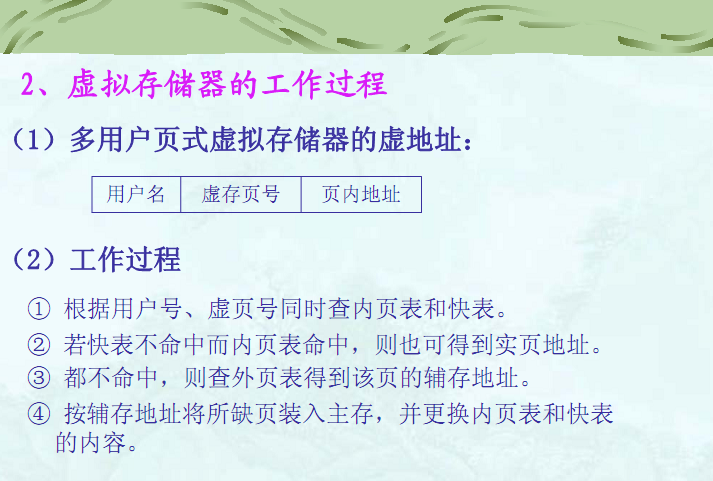 2、虚拟存储器的工作过程
（1）多用户页式虚拟存储器的虚地址：
用户名 虚存页号 页内地址
（2）工作过程
① 根据用户号、虚页号同时查内页表和快表。
② 若快表不命中而内页表命中，则也可得到实页地址。
③ 都不命中，则查外页表得到该页的辅存地址。
④ 按辅存地址将所缺页装入主存，并更换内页表和快表
的内容。